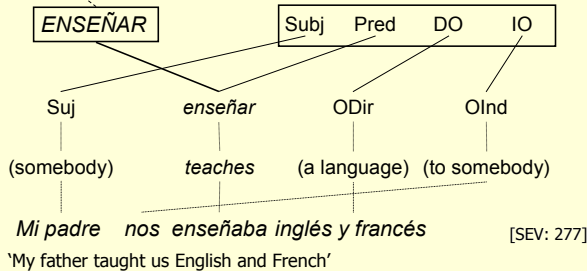 ENSEÑAR Subj Pred DO IO
Suj enseñar ODir OInd
(somebody) teaches (a language) (to somebody)
Mi padre nos enseñaba inglés y francés [SEV: 277]
‘My father taught us English and French’